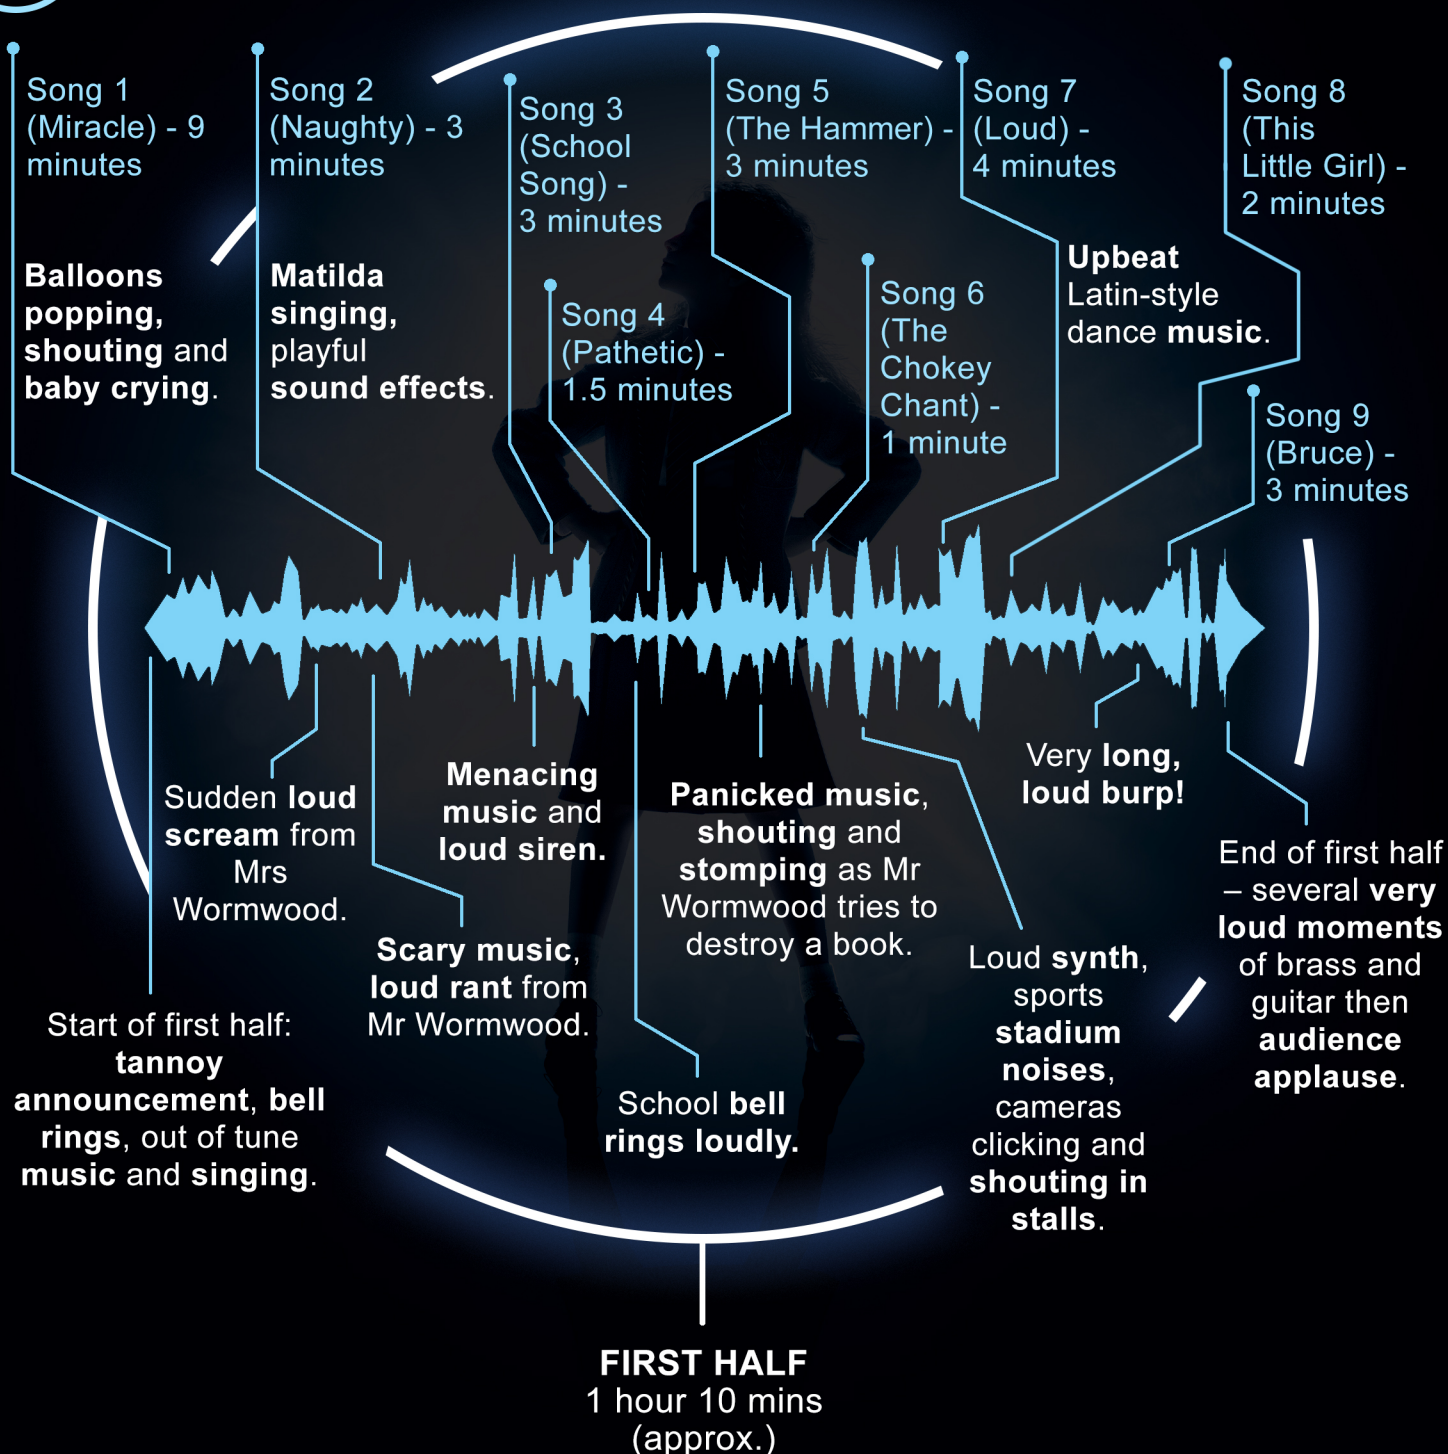 Song 1
(Miracle) - 9
minutes
Balloons
popping,
shouting and
baby crying.
Song 2
(Naughty) - 3
minutes
Matilda
singing,
playful
sound effects.
Song 3
(School
Song) -
3 minutes
Song 4
(Pathetic) -
1.5 minutes
Song 5
(The Hammer) -
3 minutes
Song 6
(The
Chokey
Chant) -
1 minute
Song 7
(Loud) -
4 minutes
Upbeat
Latin-style
dance music.
Song 8
(This
Little Girl) -
2 minutes
Song 9
(Bruce) -
3 minutes
Start of first half:
tannoy
announcement, bell
rings, out of tune
music and singing.
Sudden loud
scream from
Mrs
Wormwood.
Scary music,
loud rant from
Mr Wormwood.
Menacing
music and
loud siren.
School bell
rings loudly.
Panicked music,
shouting and
stomping as Mr
Wormwood tries to
destroy a book.
Loud synth,
sports
stadium
noises,
cameras
clicking and
shouting in
stalls.
Very long,
loud burp!
End of first half
– several very
loud moments
of brass and
guitar then
audience
applause.
FIRST HALF
1 hour 10 mins
(approx.)